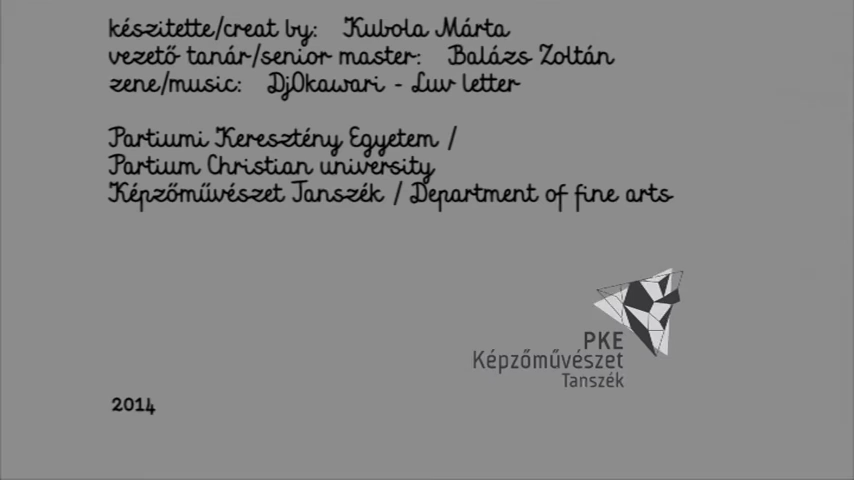 készitette/creat by: Kubola Márta
vezető tanár/senior master: Balázs Zoltán
zene/music: DjOkawari - Luv letter
Partiumi Keresztény Egyetem /
Partium Christian university
Képzőművészet Tanszék / Department of fine arts
PKE
Képzőművészet
Tanszék
2014